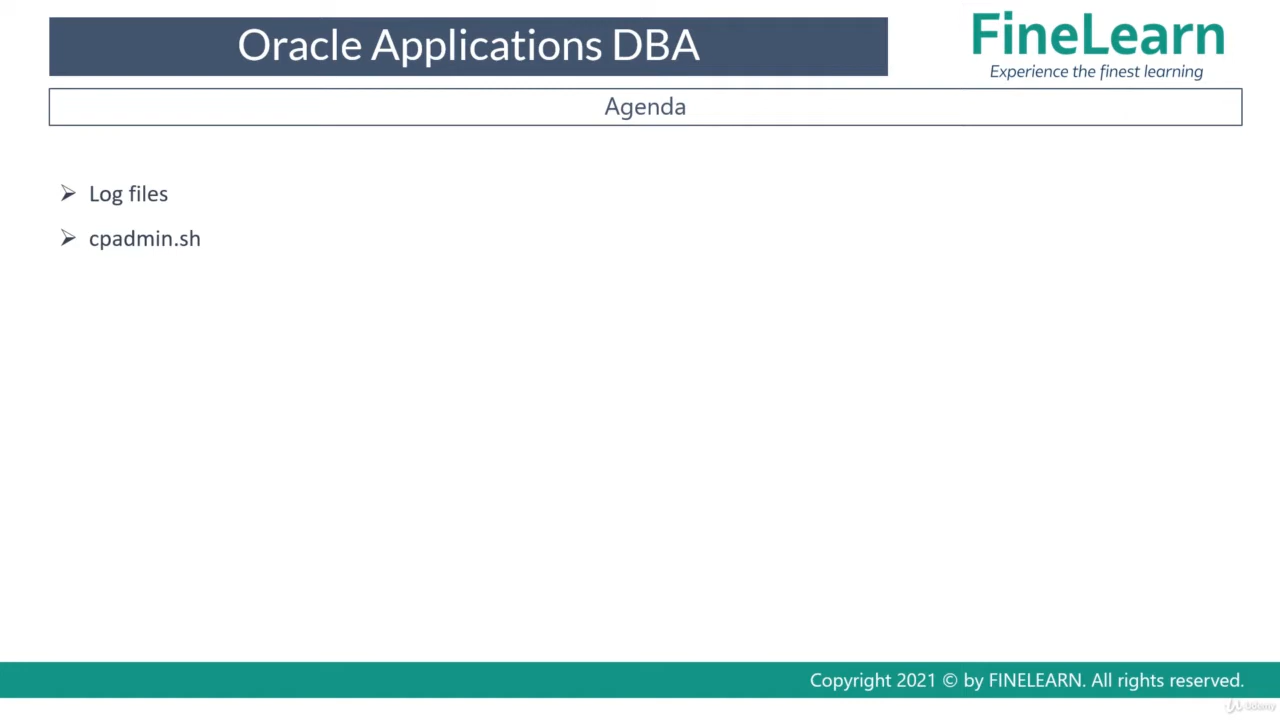 Oracle Applications DBA
FineLearn
Experience the finest learning
Agenda
➢ Log files
➢ cpadmin.sh
Copyright 2021 © by FINELEARN. All rights reserved.
Udemy